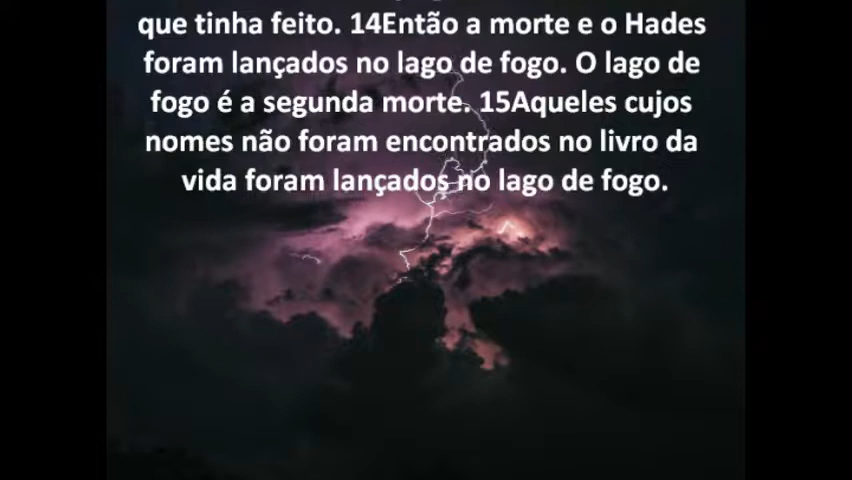 que tinha feito. 14Então a morte e o Hades
foram lançados no lago de fogo. O lago de
fogo é a segunda morte. 15Aqueles cujos
nomes não foram encontrados no livro da
vida foram lançados no lago de fogo.